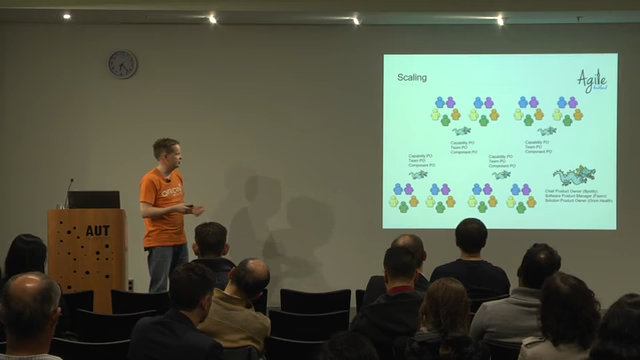 Scaling
Agile
Capability PO
Team PO
Component PO
Capability PO
Team PO
Component PO
Capability PO
Team PO
Component PO
Capability PO
Team PO
Component PO
Chief Product Owner (Spotify)
Software Product Manager (Fiserv)
Solution Product Owner (Orion Health)
AUT